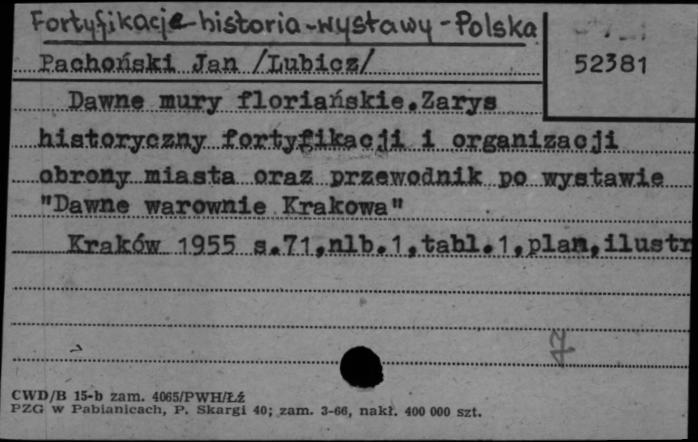 Fortyfikacje-historia-wystawy-Polska
52381
Pachoński Jan /Lubicz/
Dawne mury floriańskie.Zarys
historyczny fortyfikacji i organizacji
obrony miasta oraz przewodnik po wystawie
"Dawne warownie Krakowa"
Kraków 1955 s.71,nlb.1,tabl.1,plan,ilustr
CWD/B 15-b zam. 4065/PWH/Łź
PZG w Pabianicach, P. Skargi 40; zam. 3-66, nakł. 400 000 szt.